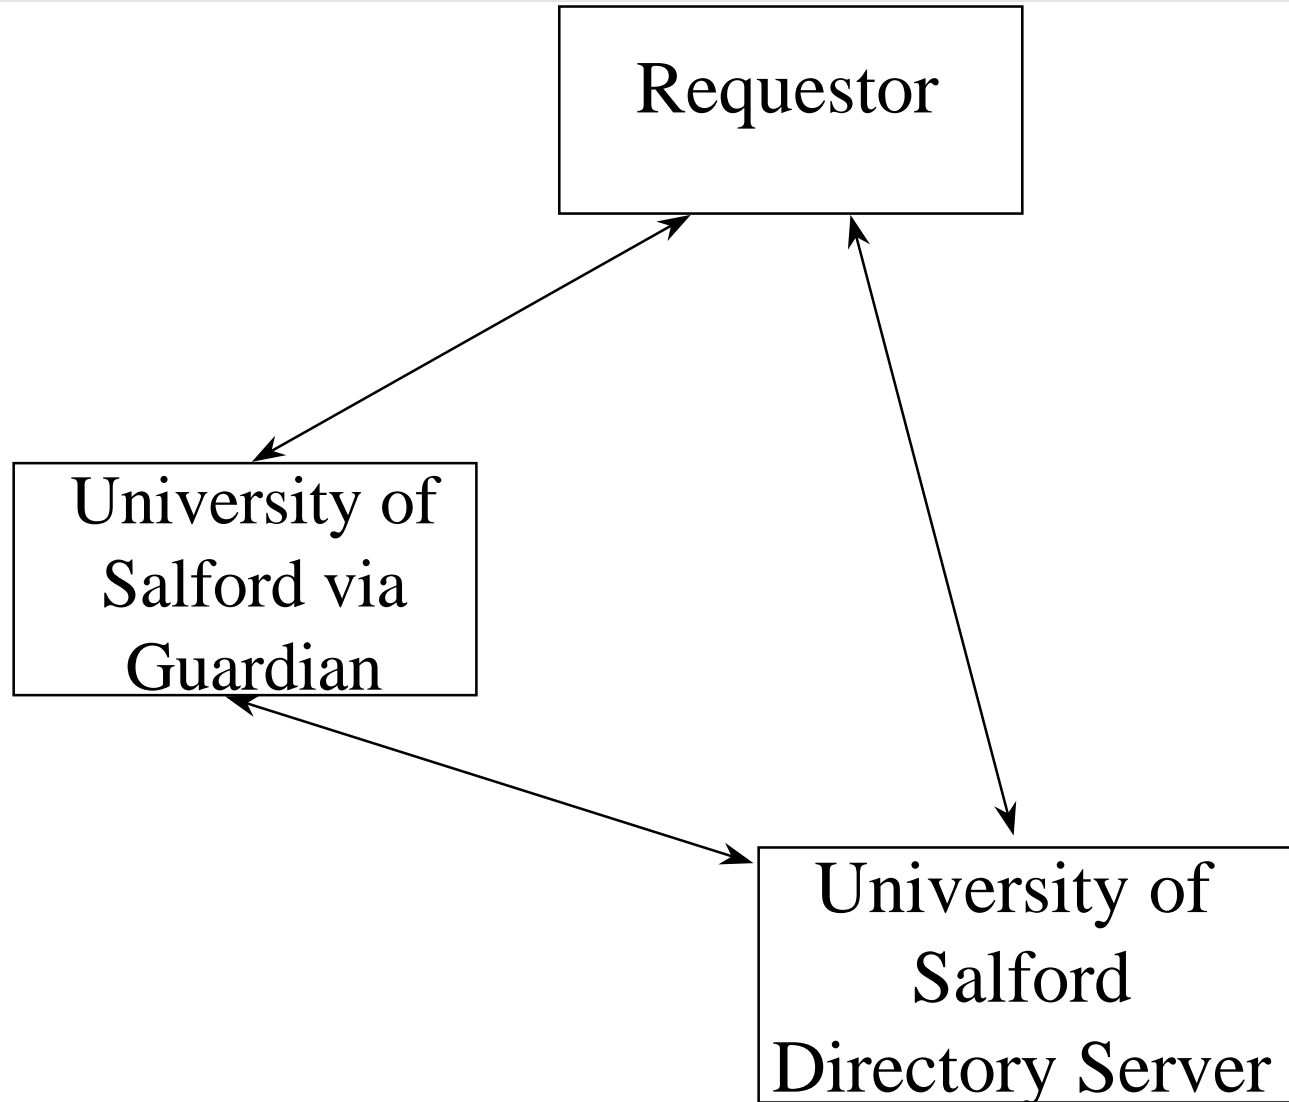 Requestor
University of
Salford via
Guardian
University of
Salford
Directory Server